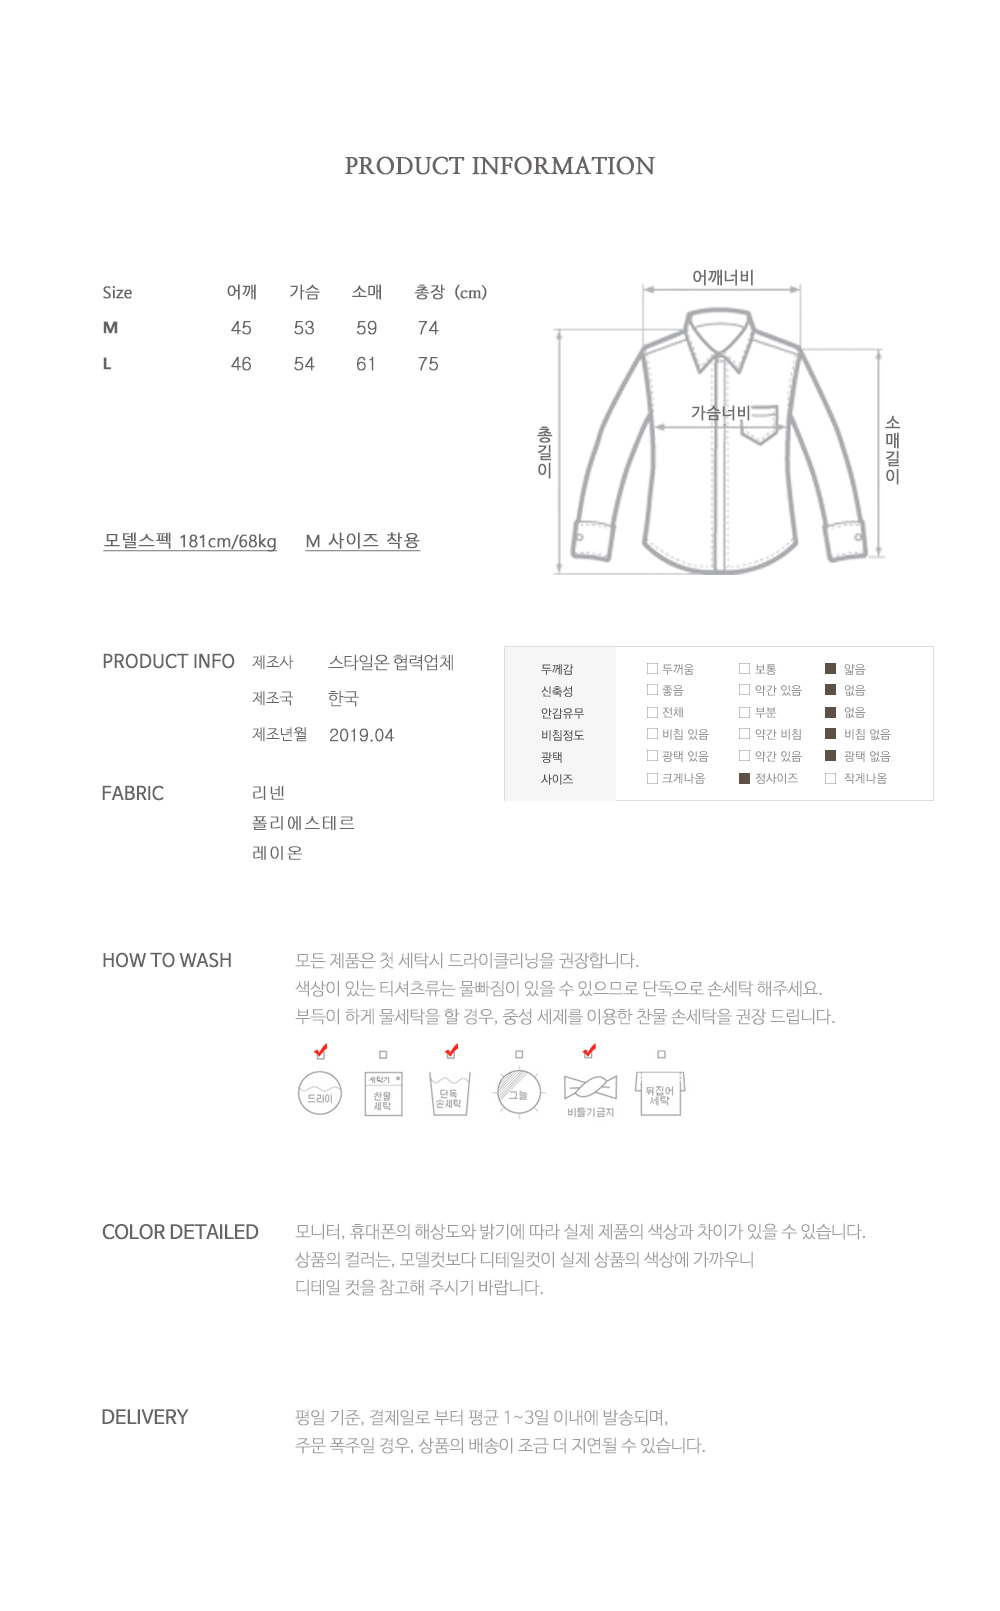 PRODUCT INFORMATION
Size 어깨 가슴 소매 총장 (cm)
M 45 53 59 74
L 46 54 61 75
어깨너비
가슴너비
총길이
소매길이
모델스펙 181cm/68kg M 사이즈 착용
PRODUCT INFO 제조사 스타일온 협력업체
제조국 한국
제조년월 2019.04
FABRIC 리넨
폴리에스테르
레이온
두께감 두꺼움 보통 얇음
신축성 좋음 약간 있음 없음
안감유무 전체 부분 없음
비침정도 비침 있음 약간 비침 비침 없음
광택 광택 있음 약간 있음 광택 없음
사이즈 크게나옴 정사이즈 작게나옴
HOW TO WASH 모든 제품은 첫 세탁시 드라이클리닝을 권장합니다.
색상이 있는 티셔츠류는 물빠짐이 있을 수 있으므로 단독으로 손세탁 해주세요.
부득이 하게 물세탁을 할 경우, 중성 세제를 이용한 찬물 손세탁을 권장 드립니다.
드라이
세탁기
찬물
세탁
단독
손세탁
그늘
비틀기금지
뒤집어
세탁
COLOR DETAILED 모니터, 휴대폰의 해상도와 밝기에 따라 실제 제품의 색상과 차이가 있을 수 있습니다.
상품의 컬러는, 모델컷보다 디테일컷이 실제 상품의 색상에 가까우니
디테일 컷을 참고해 주시기 바랍니다.
DELIVERY 평일 기준, 결제일로 부터 평균 1~3일 이내에 발송되며,
주문 폭주일 경우, 상품의 배송이 조금 더 지연될 수 있습니다.